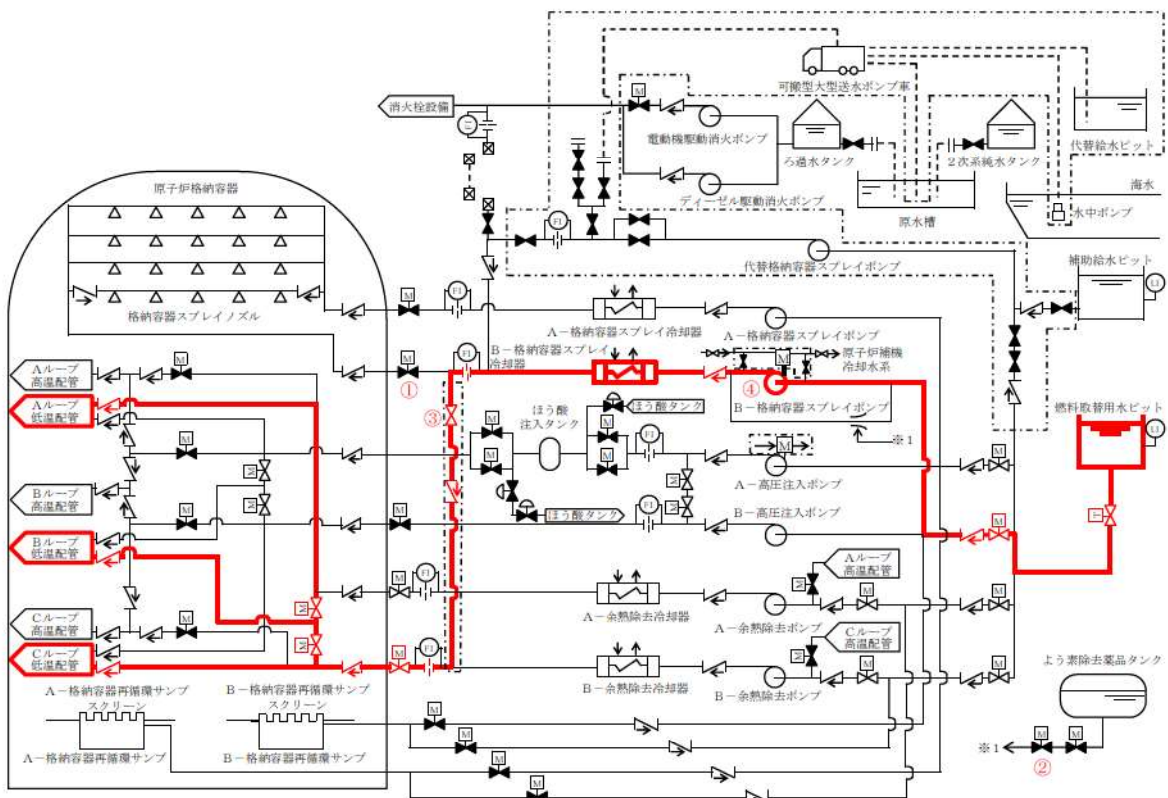 可搬型大型送水ポンプ車
消火栓設備
M
FI
電動機駆動消火ポンプ
ろ過水タンク
2次系純水タンク
代替給水ピット
原子炉格納容器
ディーゼル駆動消火ポンプ
原水槽
海水
水中ポンプ
FI
代替格納容器スプレイポンプ
補助給水ピット
LI
格納容器スプレイノズル
M
FI
A-格納容器スプレイ冷却器
A-格納容器スプレイポンプ
B-格納容器スプレイ
冷却器
原子炉補機
冷却水系
M
FI
M
Aループ
高温配管
M
①
④
B-格納容器スプレイポンプ
燃料取替用水ピット
LI
Aループ
低温配管
③
ほう酸
注入タンク
ほう酸タンク
※1
M
M
M
M
M
FI
M
A-高圧注入ポンプ
M
Bループ
高温配管
M
M
M
M
M
ほう酸タンク
FI
M
B-高圧注入ポンプ
M
T
Bループ
低温配管
Aループ
高温配管
M
M
FI
M
M
M
A-余熱除去冷却器
A-余熱除去ポンプ
Cループ
高温配管
M
M
Cループ
高温配管
Cループ
低温配管
M
FI
M
M
M
B-余熱除去冷却器
B-余熱除去ポンプ
よう素除去薬品タンク
A-格納容器再循環サンプ
スクリーン
B-格納容器再循環サンプ
スクリーン
M
A-格納容器再循環サンプ
B-格納容器再循環サンプ
M
※1
M
M
②
M
M